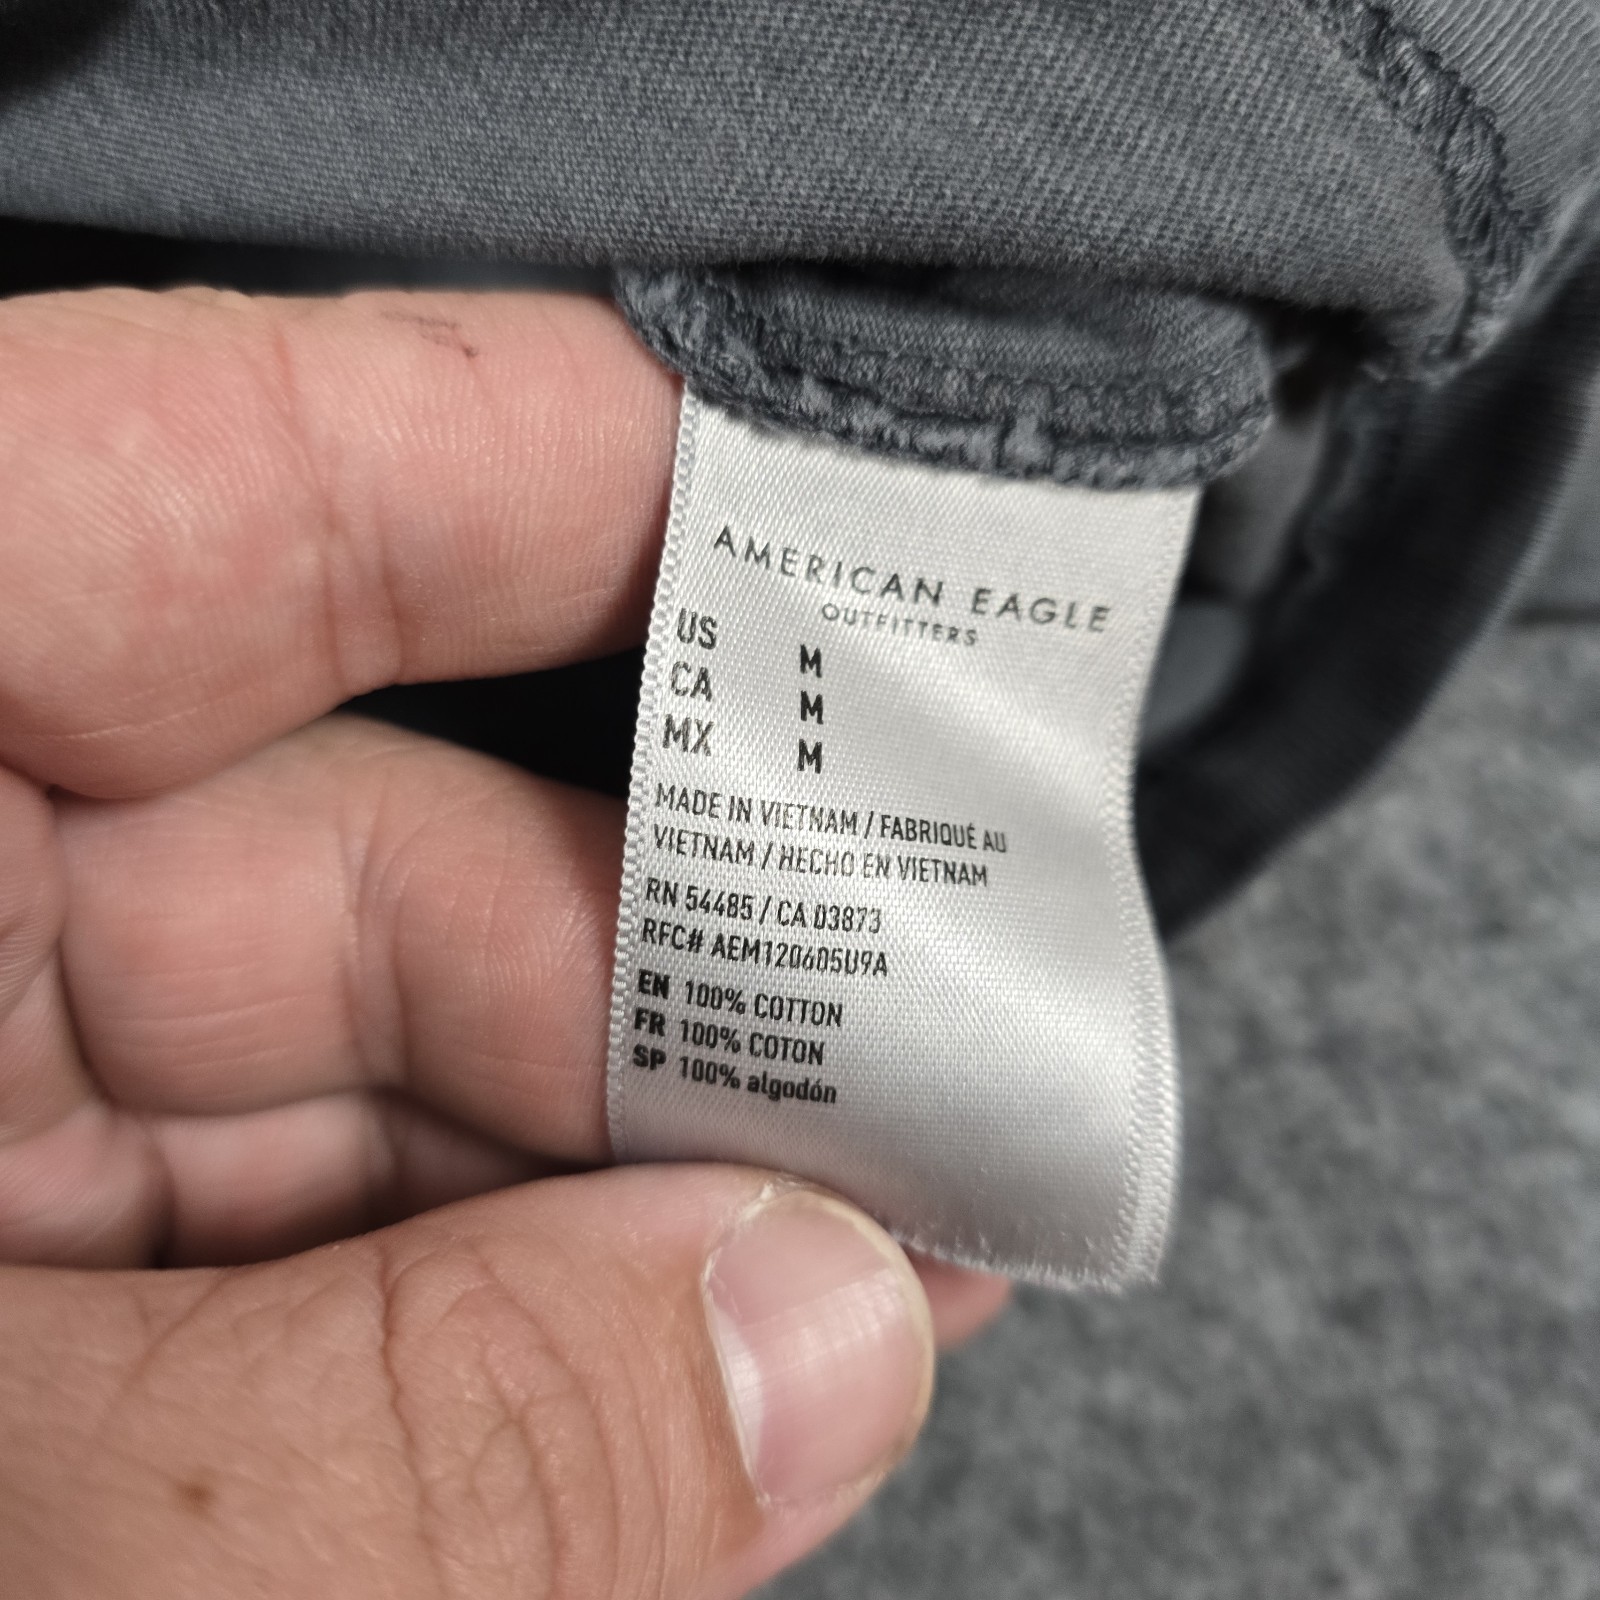 AMERICAN EAGLE
OUTFITTERS
US M
CA M
MX M
MADE IN VIETNAM / FABRIQUÉ AU
VIETNAM / HECHO EN VIETNAM
RN 54485 / CA 03873
RFC# AEM120605U9A
EN 100% COTTON
FR 100% COTON
SP 100% algodón